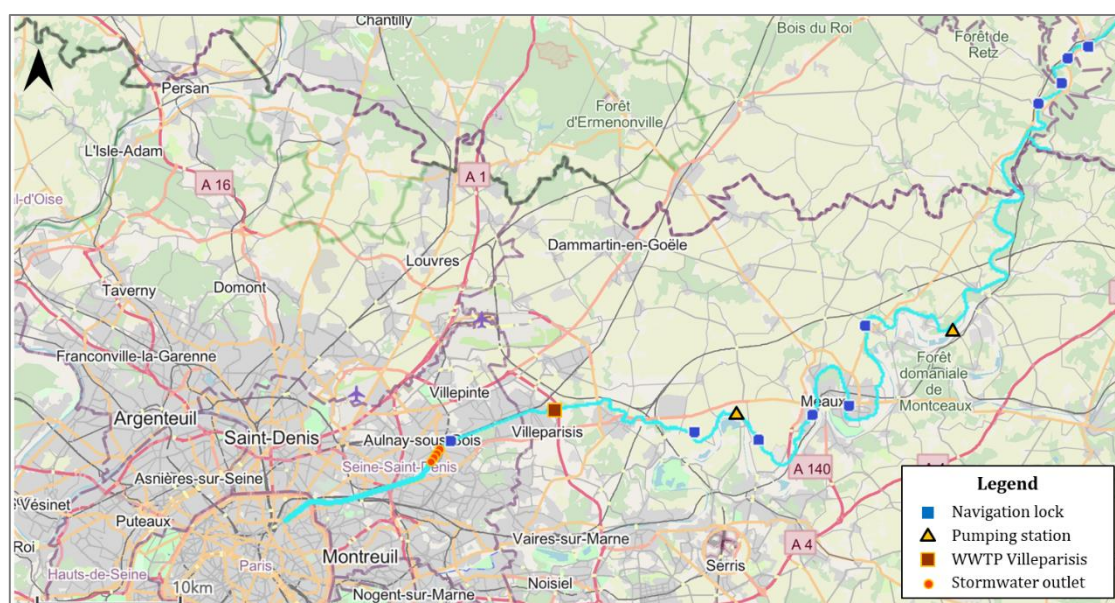 Chantilly
Bois du Roi
Forêt de
Retz
Persan
Forêt
d'Ermenonville
L'Isle-Adam
A 16
A 1
al-d'Oise
Dammartin-en-Goële
Louvres
Taverny
Domont
Franconville-la-Garenne
Villepinte
Forêt
domaniale
de
Montceaux
Argenteuil
Meaux
Saint-Denis
Aulnay-sous-Bois
Villeparisis
Seine-Saint-Denis
Asnières-sur-Seine
A 140
Vésinet
Puteaux
Vaires-sur-Marne
A 4
Roi
Montreuil
Serris
Hauts-de-Seine
Paris
10km
Noisiel
Nogent-sur-Marne
Legend
Navigation lock
Pumping station
WWTP Villeparisis
Stormwater outlet